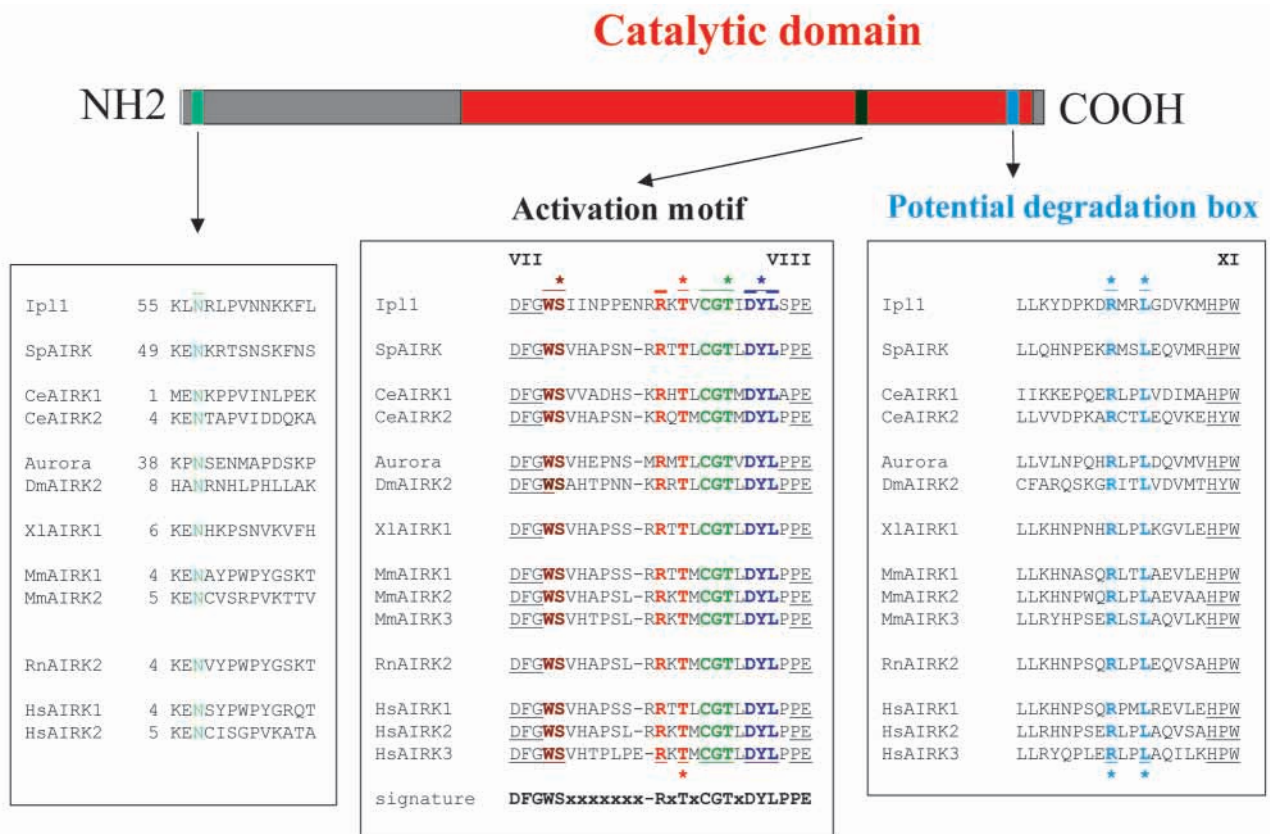 Catalytic domain
NH2
COOH
Activation motif
Potential degradation box
Ipl1 55 KLNRLPVNNKKFL
SpAIRK 49 KENKRTSNSKFNS
CeAIRK1 1 MENKPPVINLPEK
CeAIRK2 4 KENTAPVIDDQKA
Aurora 38 KPNSENMAPDSKP
DmAIRK2 8 HANRNHLPHLLAK
XlAIRK1 6 KENHKPSNVKVFH
MmAIRK1 4 KENAYPWPYGSKT
MmAIRK2 5 KENCVSRPVKTTV
RnAIRK2 4 KENVYPWPYGSKT
HsAIRK1 4 KENSYPWPYGRQT
HsAIRK2 5 KENCISGPVKATA
VII VIII
* * * *
Ipl1 DFGWSIINPPENRRKTVCGTIDYLSPE
SpAIRK DFGWSVHAPSN-RRTTLCGTLDYLPPE
CeAIRK1 DFGWSVVADHS-KRHTLCGTMDYLAPE
CeAIRK2 DFGWSVHAPSN-KRQTMCGTMDYLPPE
Aurora DFGWSVHEPNS-MRMTLCGTVDYLPPE
DmAIRK2 DFGWSAHTPNN-KRRTLCGTLDYLPPE
XlAIRK1 DFGWSVHAPSS-RRTTLCGTLDYLPPE
MmAIRK1 DFGWSVHAPSS-RRTTMCGTLDYLPPE
MmAIRK2 DFGWSVHAPSL-RRKTMCGTLDYLPPE
MmAIRK3 DFGWSVHTPSL-RRKTMCGTLDYLPPE
RnAIRK2 DFGWSVHAPSL-RRKTMCGTLDYLPPE
HsAIRK1 DFGWSVHAPSS-RRTTLCGTLDYLPPE
HsAIRK2 DFGWSVHAPSL-RRKTMCGTLDYLPPE
HsAIRK3 DFGWSVHTPLPE-RKTMCGTLDYLPPE
*
signature DFGWSxxxxxxx-RxTxCGTxDYLPPE
XI
* *
Ipl1 LLKYDPKDRMRLGDVKMHPW
SpAIRK LLQHNPEKRMSLEQVMRHPW
CeAIRK1 IIKKEPQERLPLVDIMAHPW
CeAIRK2 LLVVDPKARCTLEQVKEHYW
Aurora LLVLNPQHRLPLDQVMVHPW
DmAIRK2 CFARQSKGRITLVDVMTHYW
XlAIRK1 LLKHNPNHRLPLKGVLEHPW
MmAIRK1 LLKHNASQRLTLAEVLEHPW
MmAIRK2 LLKHNPWQRLPLAEVAAHPW
MmAIRK3 LLRYHPSERLSLAQVLKHPW
RnAIRK2 LLKHNPSQRLPLEQVSAHPW
HsAIRK1 LLKHNPSQRPMLREVLEHPW
HsAIRK2 LLRHNPSERLPLAQVSAHPW
HsAIRK3 LLRYQPLERLPLAQILKHPW
* *